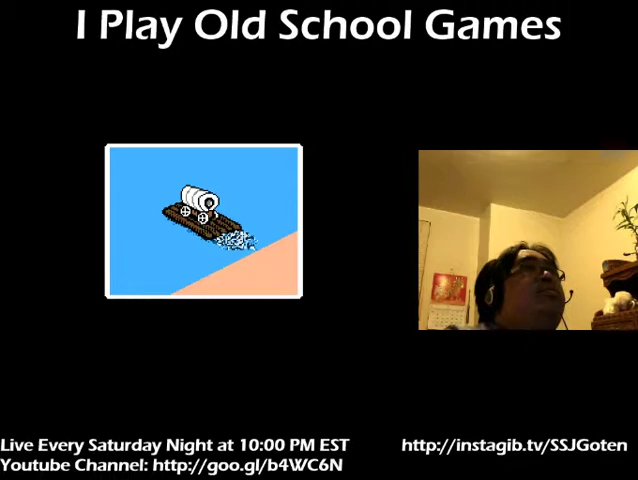 I Play Old School Games
Live Every Saturday Night at 10:00 PM EST
http://instagib.tv/SSJGoten
Youtube Channel: http://goo.gl/b4WC6N